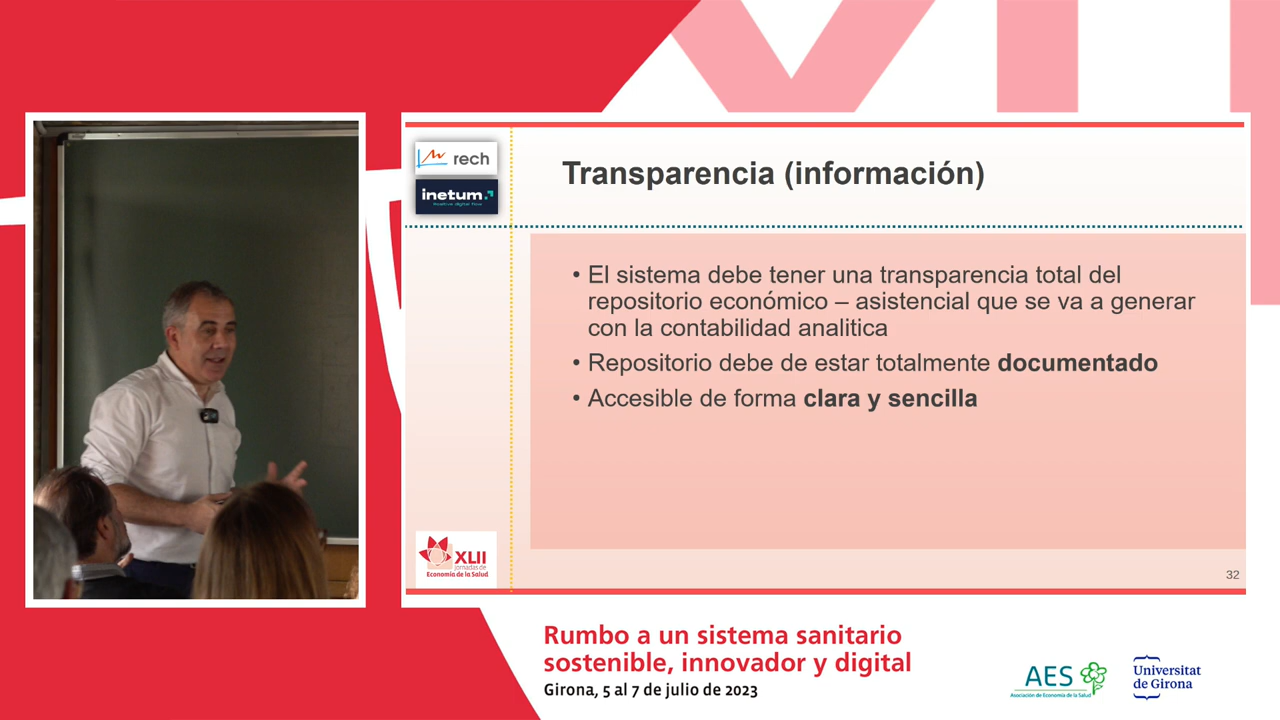 rech
inetum.
Positive digital flow
Transparencia (información)
• El sistema debe tener una transparencia total del
repositorio económico – asistencial que se va a generar
con la contabilidad analitica
• Repositorio debe de estar totalmente documentado
• Accesible de forma clara y sencilla
XLII
Jornadas de
Economía de la Salud
32
Rumbo a un sistema sanitario
sostenible, innovador y digital
Girona, 5 al 7 de julio de 2023
AES
Asociación de Economía de la Salud
Universitat
de Girona